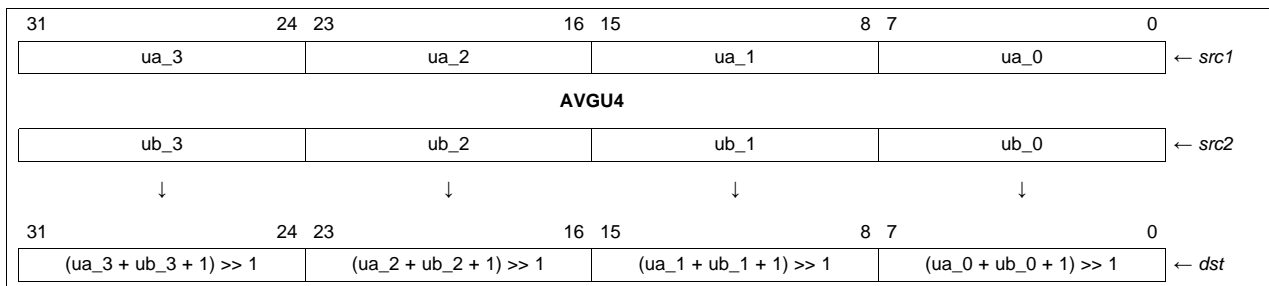 31 24 23 16 15 8 7 0
ua_3 ua_2 ua_1 ua_0 ← src1
AVGU4
ub_3 ub_2 ub_1 ub_0 ← src2
↓ ↓ ↓ ↓
31 24 23 16 15 8 7 0
(ua_3 + ub_3 + 1) >> 1 (ua_2 + ub_2 + 1) >> 1 (ua_1 + ub_1 + 1) >> 1 (ua_0 + ub_0 + 1) >> 1 ← dst